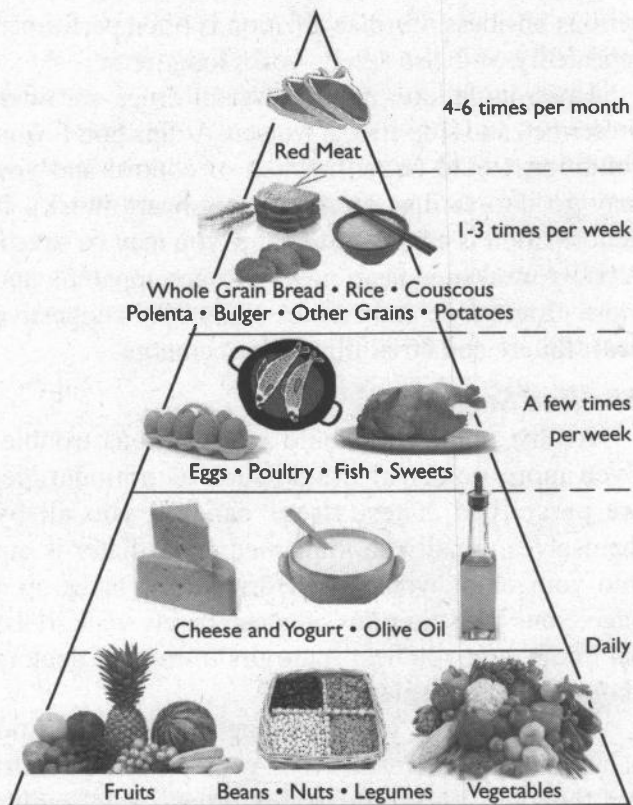 4-6 times per month
Red Meat
1-3 times per week
Whole Grain Bread • Rice • Couscous
Polenta • Bulger • Other Grains • Potatoes
A few times
per week
Eggs • Poultry • Fish • Sweets
Cheese and Yogurt • Olive Oil
Daily
Fruits
Beans • Nuts • Legumes
Vegetables